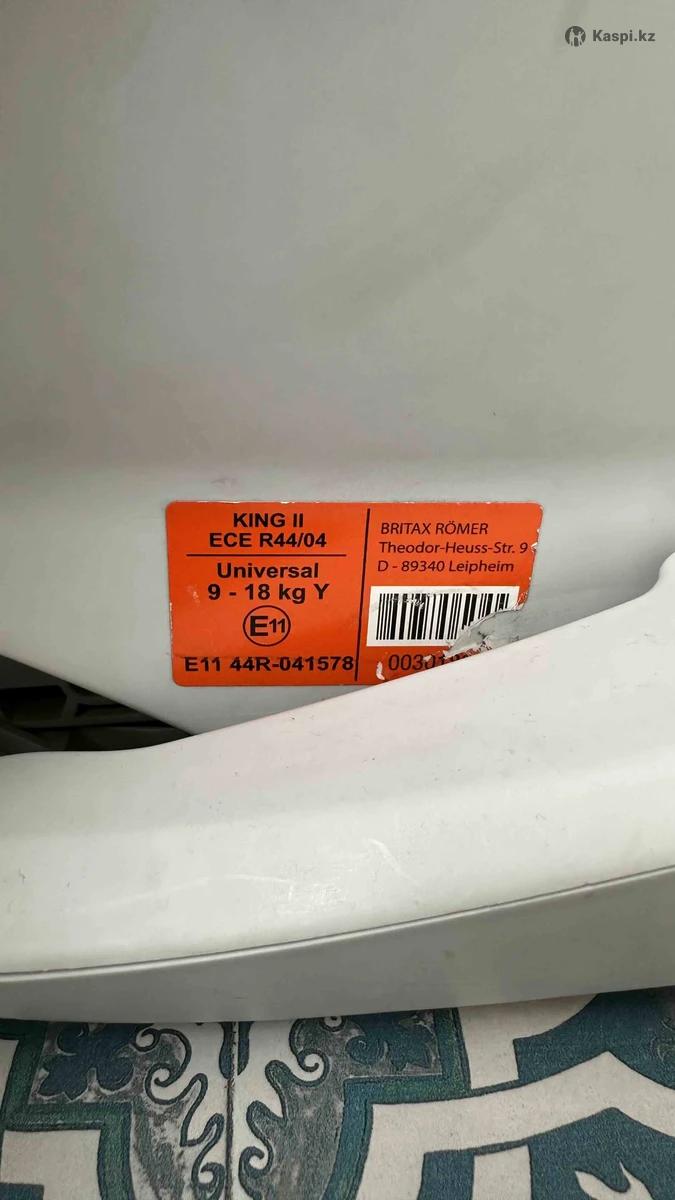 Kaspi.kz
KING II
ECE R44/04
Universal
9 - 18 kg Y
E11
E11 44R-041578
BRITAX RÖMER
Theodor-Heuss-Str. 9
D - 89340 Leipheim